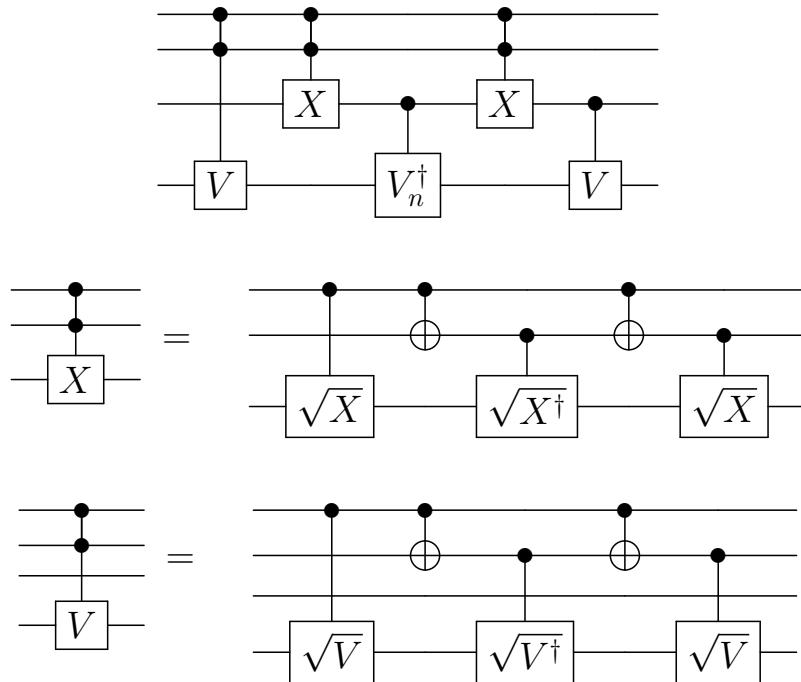 X X
V V_n^† V
=
X
√X √X^† √X
=
V
√V √V^† √V